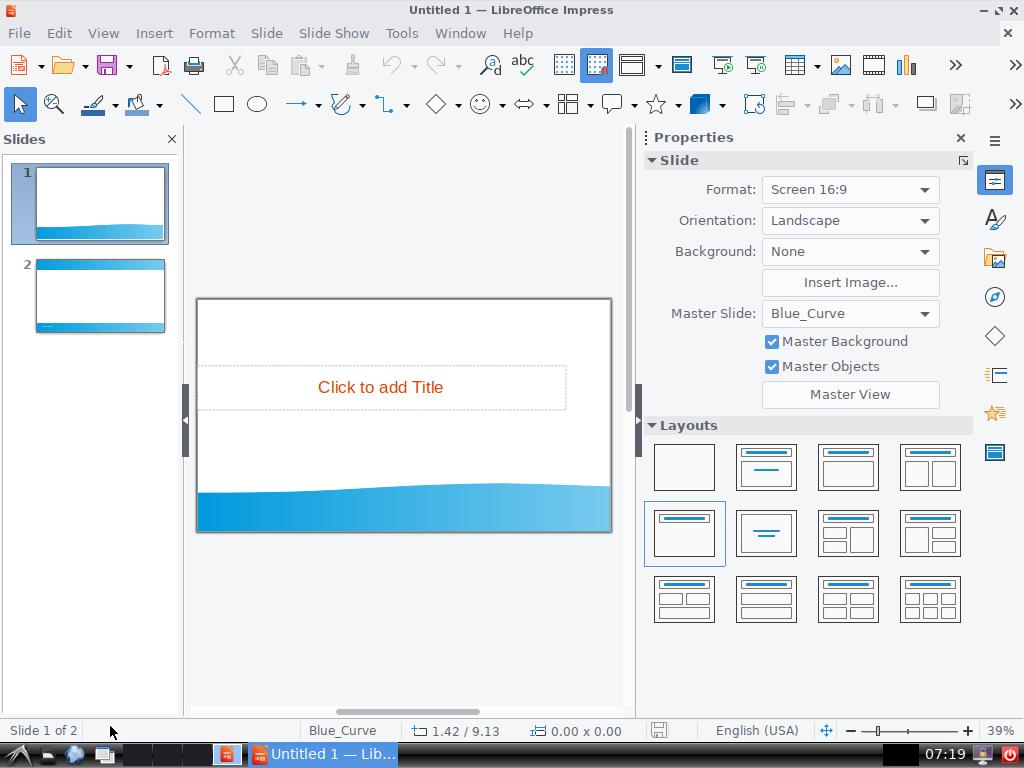 Untitled 1 — LibreOffice Impress
File Edit View Insert Format Slide Slide Show Tools Window Help
abc
Slides
1
2
Click to add Title
Properties
Slide
Format: Screen 16:9
Orientation: Landscape
Background: None
Insert Image...
Master Slide: Blue_Curve
Master Background
Master Objects
Master View
Layouts
Slide 1 of 2 Blue_Curve 1.42 / 9.13 0.00 x 0.00 English (USA) 39%
Untitled 1 — Lib... 07:19